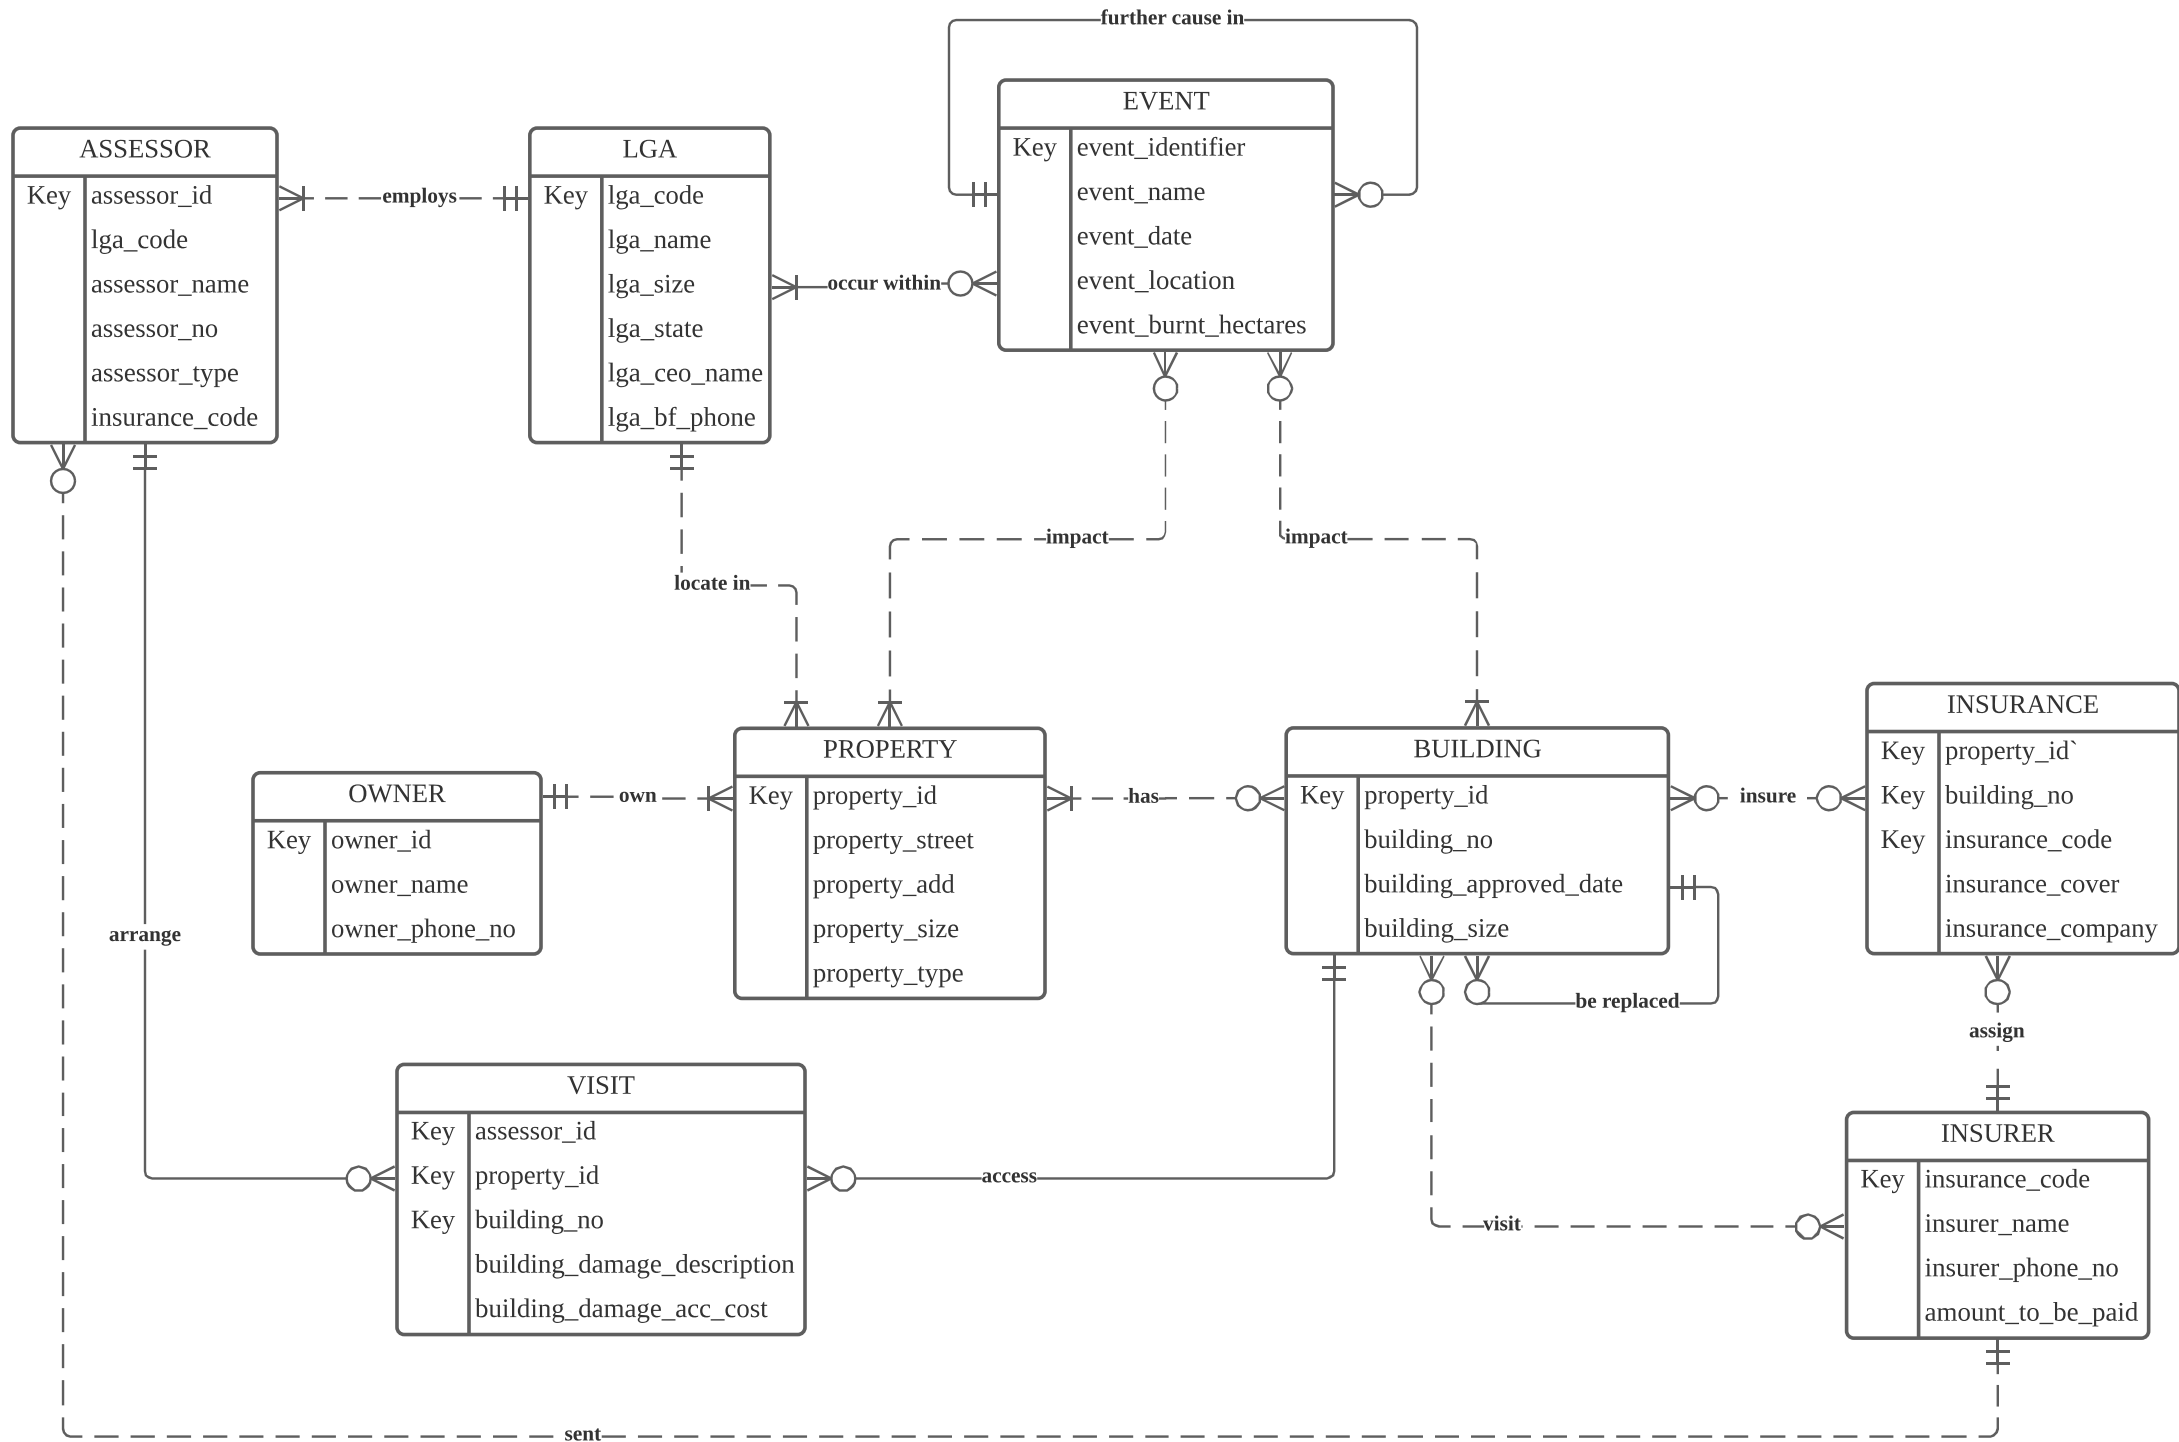 further cause in
EVENT
Key event_identifier
event_name
event_date
event_location
event_burnt_hectares
ASSESSOR
Key assessor_id
lga_code
assessor_name
assessor_no
assessor_type
insurance_code
employs
LGA
Key lga_code
lga_name
lga_size
lga_state
lga_ceo_name
lga_bf_phone
occur within
impact
impact
locate in
OWNER
Key owner_id
owner_name
owner_phone_no
own
PROPERTY
Key property_id
property_street
property_add
property_size
property_type
has
BUILDING
Key property_id
building_no
building_approved_date
building_size
insure
INSURANCE
Key property_id`
Key building_no
Key insurance_code
insurance_cover
insurance_company
arrange
be replaced
assign
VISIT
Key assessor_id
Key property_id
Key building_no
building_damage_description
building_damage_acc_cost
access
visit
INSURER
Key insurance_code
insurer_name
insurer_phone_no
amount_to_be_paid
sent